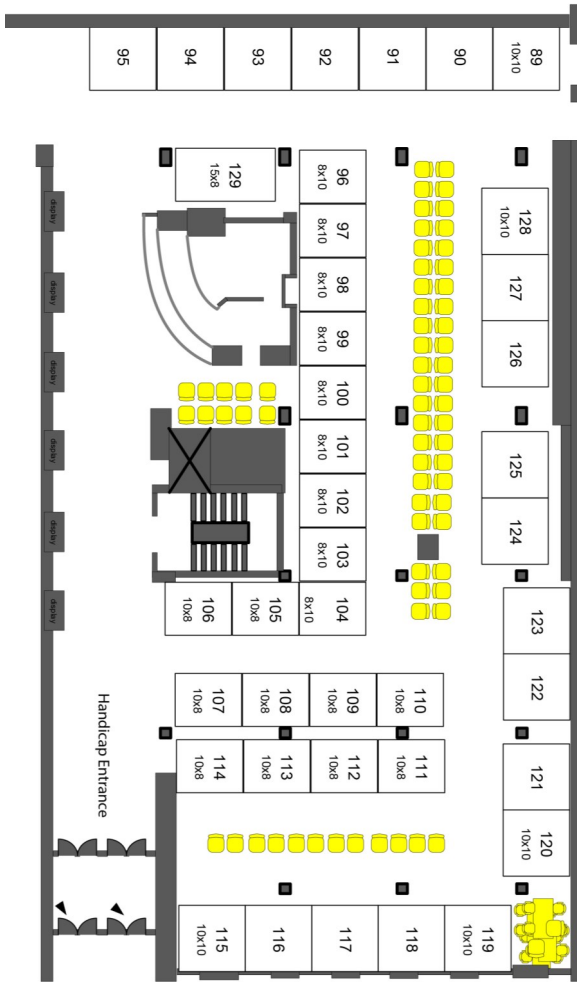 95
94
93
92
91
90
89
10x10
129
15x8
96
8x10
97
8x10
98
8x10
99
8x10
100
8x10
101
8x10
102
8x10
103
8x10
104
8x10
105
10x8
106
10x8
128
10x10
127
126
125
124
123
122
121
120
10x10
107
10x8
108
10x8
109
10x8
110
10x8
114
10x8
113
10x8
112
10x8
111
10x8
115
10x10
116
117
118
119
10x10
display
display
display
display
display
display
Handicap Entrance